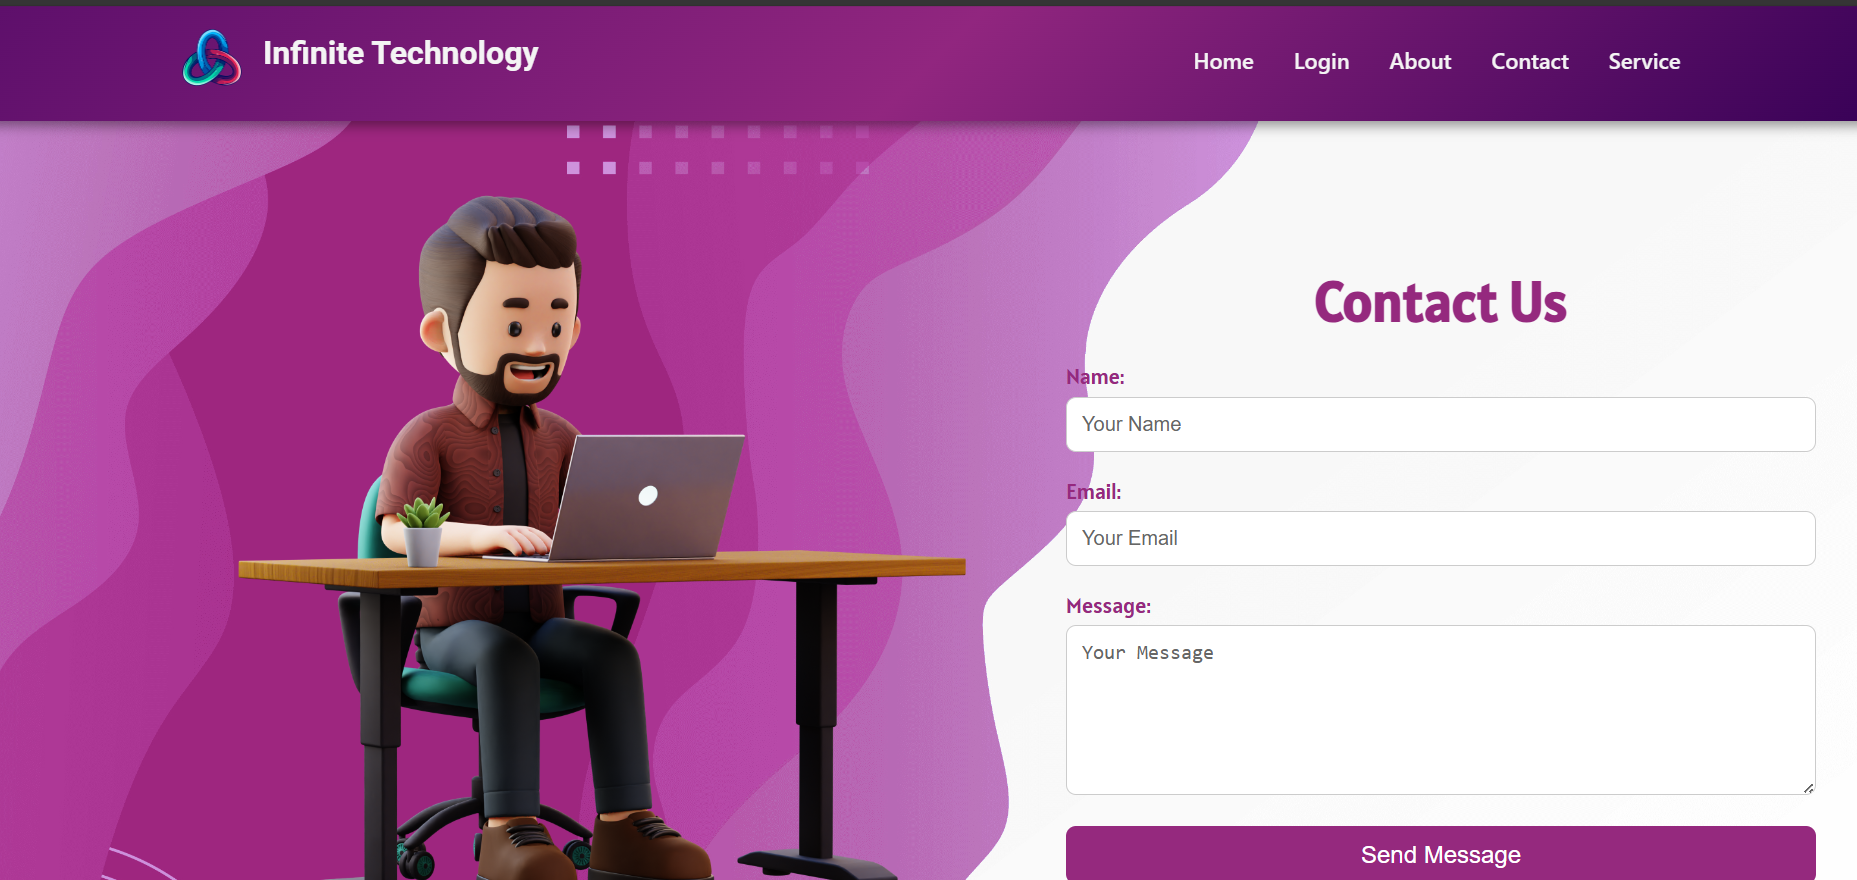 Infinite Technology
Home Login About Contact Service
Contact Us
Name:
Your Name
Email:
Your Email
Message:
Your Message
Send Message